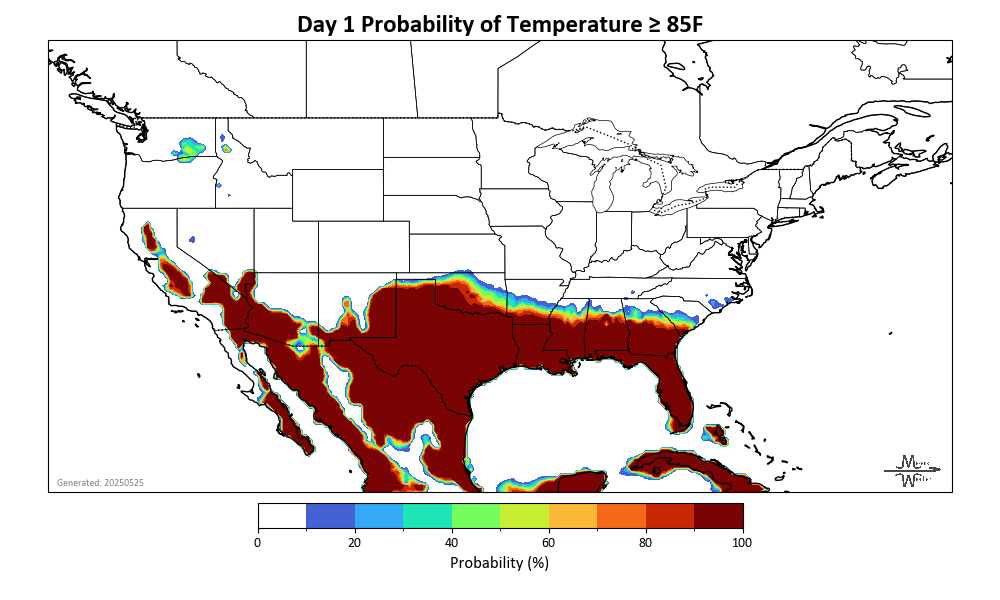 Day 1 Probability of Temperature ≥ 85F
Generated: 20250525
0 20 40 60 80 100
Probability (%)